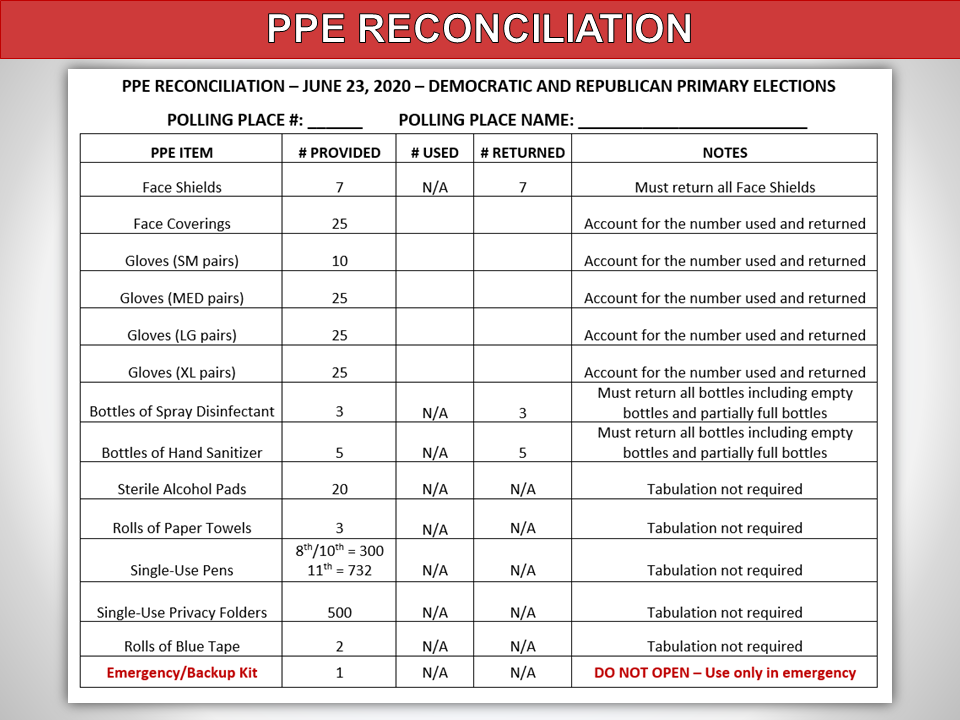 PPE RECONCILIATION
PPE RECONCILIATION – JUNE 23, 2020 – DEMOCRATIC AND REPUBLICAN PRIMARY ELECTIONS
POLLING PLACE #: ______ POLLING PLACE NAME: _________________________
PPE ITEM # PROVIDED # USED # RETURNED NOTES
Face Shields 7 N/A 7 Must return all Face Shields
Face Coverings 25 Account for the number used and returned
Gloves (SM pairs) 10 Account for the number used and returned
Gloves (MED pairs) 25 Account for the number used and returned
Gloves (LG pairs) 25 Account for the number used and returned
Gloves (XL pairs) 25 Account for the number used and returned
Bottles of Spray Disinfectant 3 N/A 3 Must return all bottles including empty
bottles and partially full bottles
Bottles of Hand Sanitizer 5 N/A 5 Must return all bottles including empty
bottles and partially full bottles
Sterile Alcohol Pads 20 N/A N/A Tabulation not required
Rolls of Paper Towels 3 N/A N/A Tabulation not required
Single-Use Pens 8th/10th = 300
11th = 732 N/A N/A Tabulation not required
Single-Use Privacy Folders 500 N/A N/A Tabulation not required
Rolls of Blue Tape 2 N/A N/A Tabulation not required
Emergency/Backup Kit 1 N/A N/A DO NOT OPEN – Use only in emergency